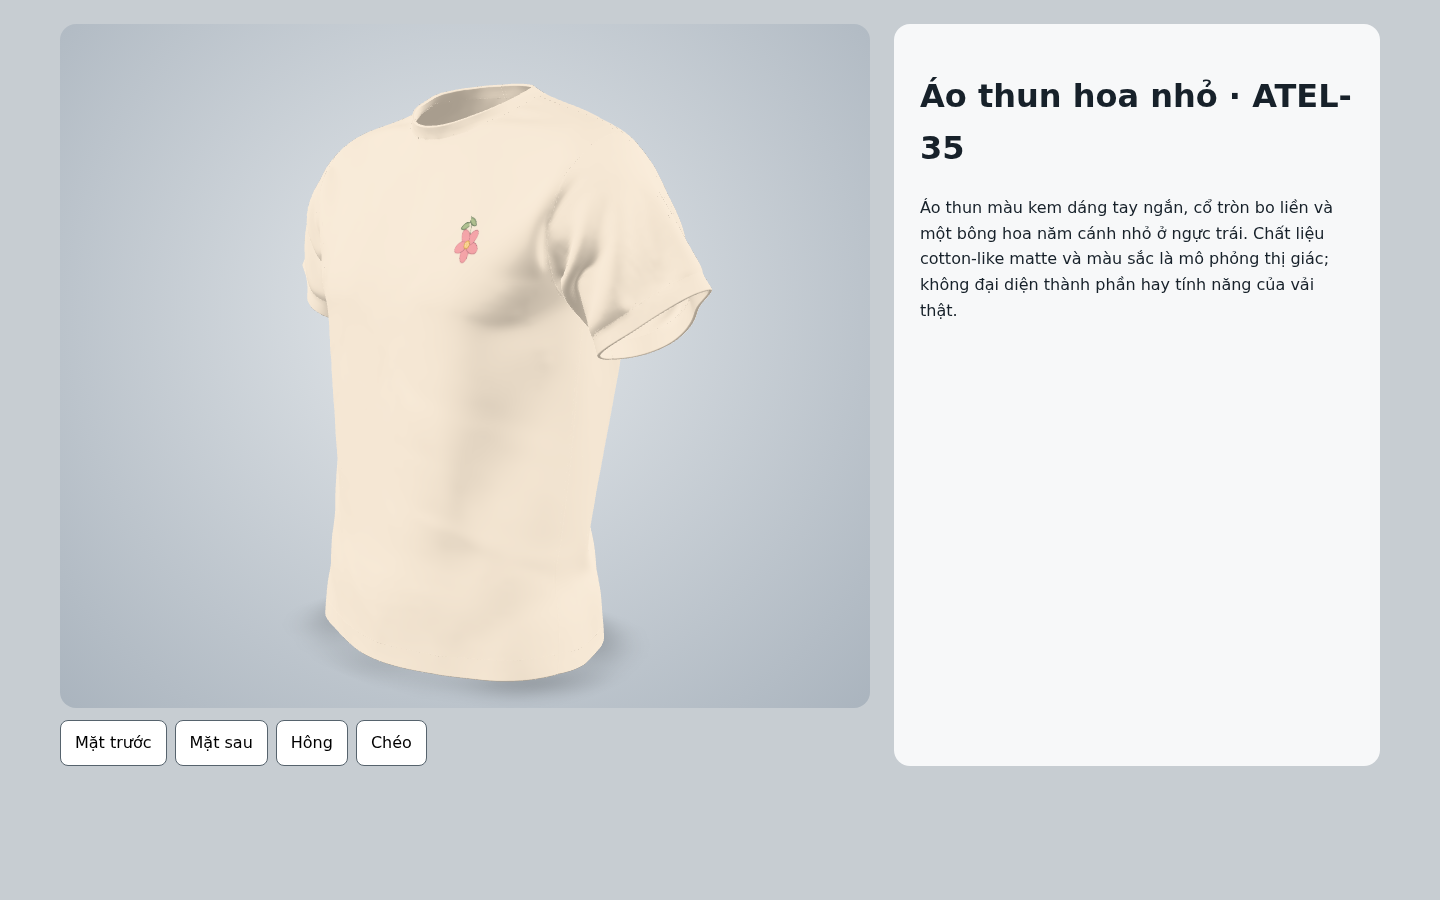 Áo thun hoa nhỏ · ATEL-
35
Áo thun màu kem dáng tay ngắn, cổ tròn bo liền và
một bông hoa năm cánh nhỏ ở ngực trái. Chất liệu
cotton-like matte và màu sắc là mô phỏng thị giác;
không đại diện thành phần hay tính năng của vải
thật.
Mặt trước
Mặt sau
Hông
Chéo